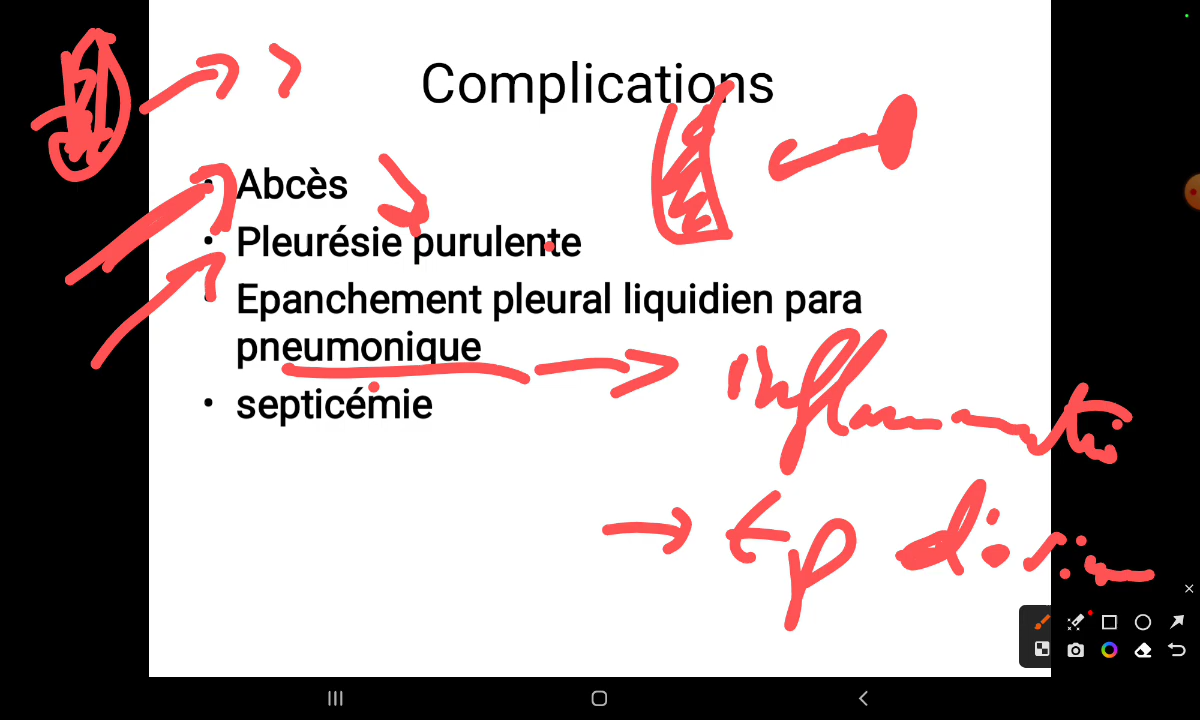 Complications
• Abcès
• Pleurésie purulente
• Epanchement pleural liquidien para
pneumonique
• septicémie